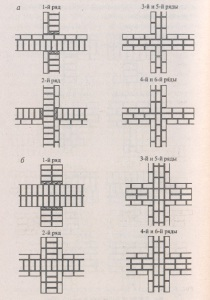 а
1-й ряд
3-й и 5-й ряды
2-й ряд
4-й и 6-й ряды
б
1-й ряд
3-й и 5-й ряды
2-й ряд
4-й и 6-й ряды